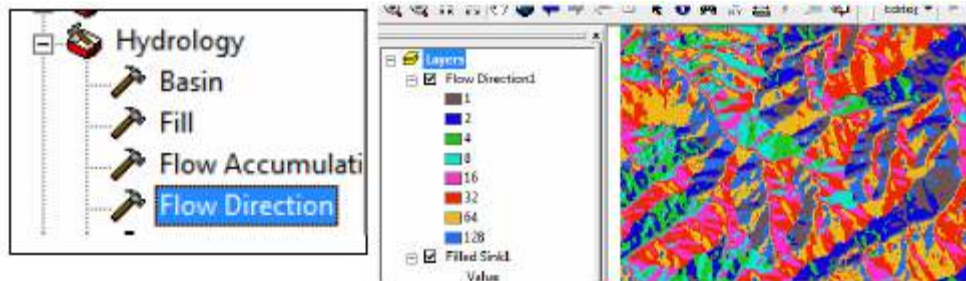 Hydrology
Basin
Fill
Flow Accumulati
Flow Direction
Editor
Layers
Flow Direction1
1
2
4
8
16
32
64
128
Filled Sink1
Value